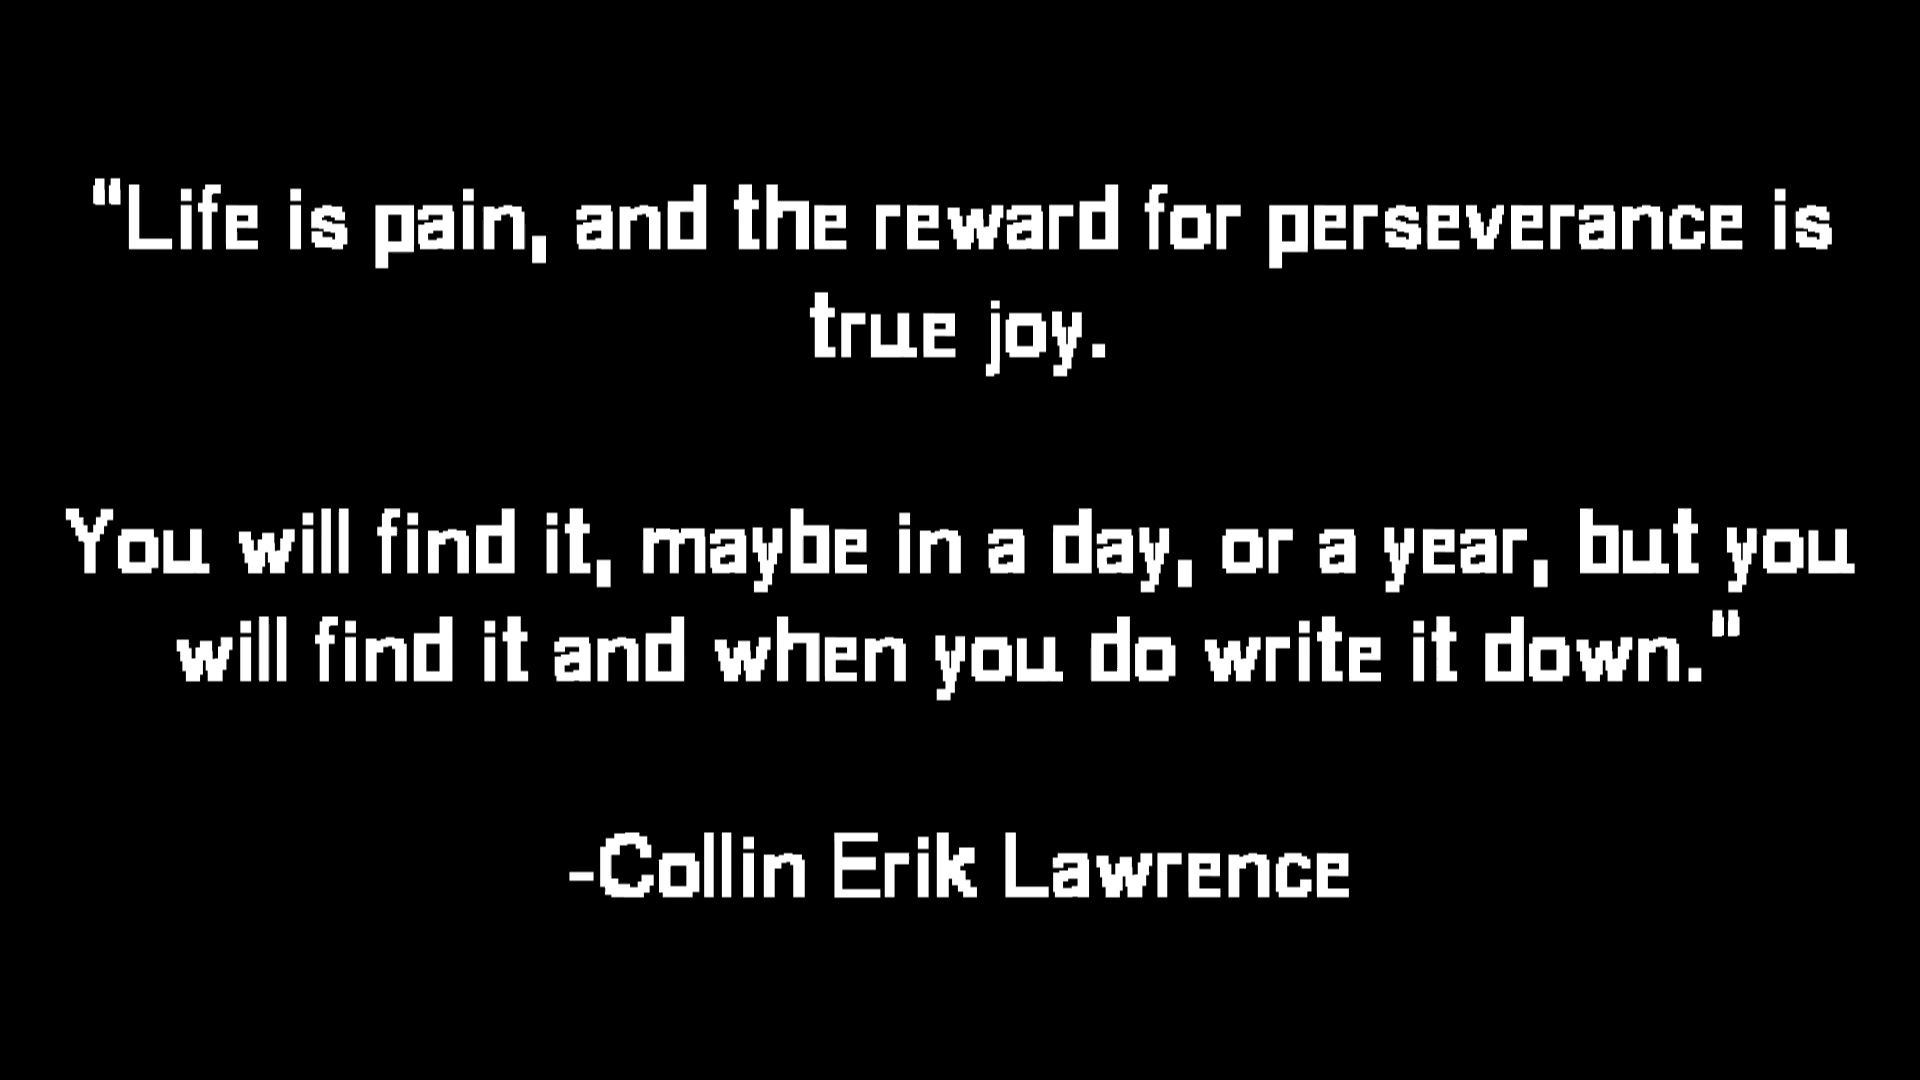 "Life is pain, and the reward for perseverance is
true joy.
You will find it, maybe in a day, or a year, but you
will find it and when you do write it down."
-Collin Erik Lawrence